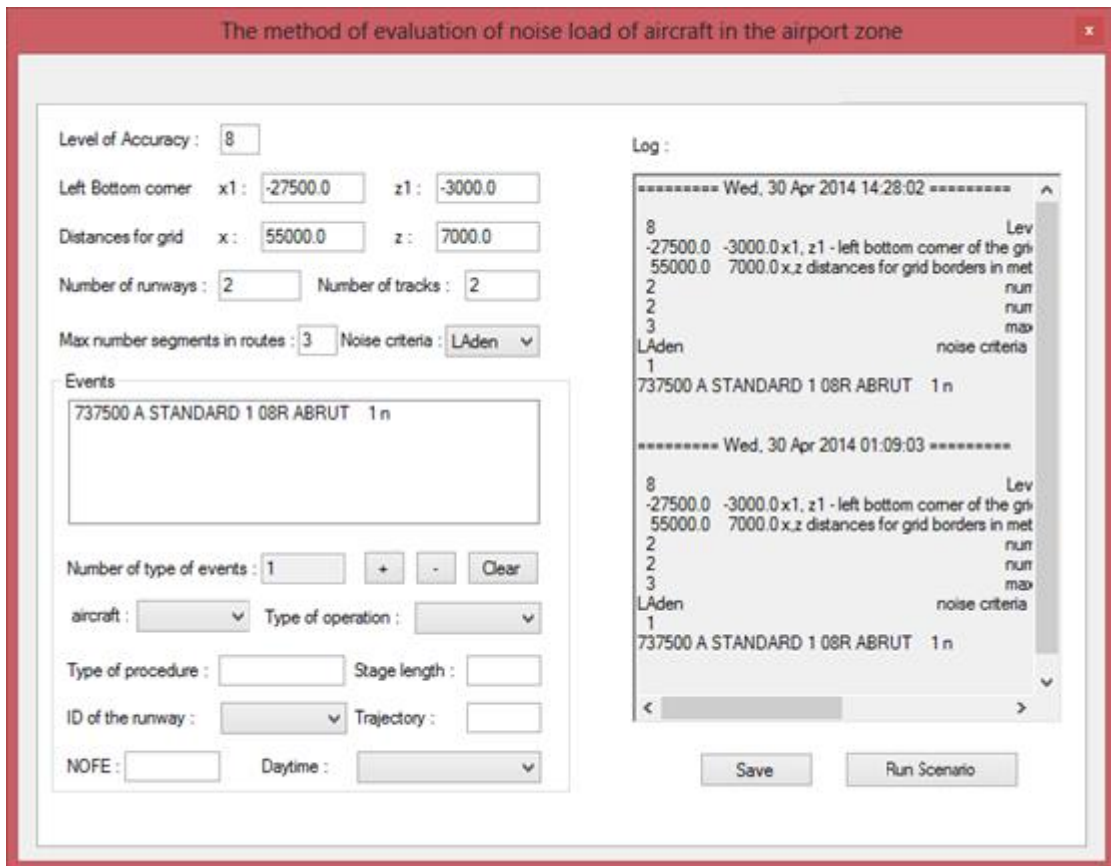 The method of evaluation of noise load of aircraft in the airport zone
x
Level of Accuracy : 8
Left Bottom corner x1 : -27500.0 z1 : -3000.0
Distances for grid x : 55000.0 z : 7000.0
Number of runways : 2 Number of tracks : 2
Max number segments in routes : 3 Noise criteria : LAden
Events
737500 A STANDARD 1 08R ABRUT 1 n
Number of type of events : 1 + - Clear
aircraft : Type of operation :
Type of procedure : Stage length :
ID of the runway : Trajectory :
NOFE : Daytime :
Log :
========= Wed, 30 Apr 2014 14:28:02 =========
8 Lev
-27500.0 -3000.0 x1, z1 - left bottom corner of the gri
55000.0 7000.0 x,z distances for grid borders in met
2 num
2 num
3 max
LAden noise criteria
1
737500 A STANDARD 1 08R ABRUT 1 n
========= Wed, 30 Apr 2014 01:09:03 =========
8 Lev
-27500.0 -3000.0 x1, z1 - left bottom corner of the gri
55000.0 7000.0 x,z distances for grid borders in met
2 num
2 num
3 max
LAden noise criteria
1
737500 A STANDARD 1 08R ABRUT 1 n
Save Run Scenario